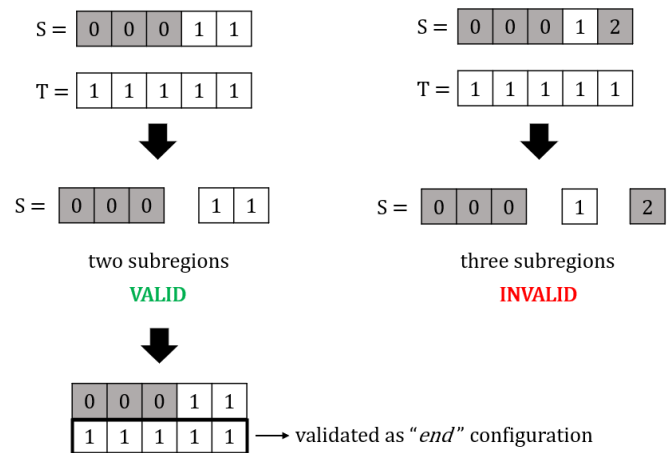 S = 0 0 0 1 1
T = 1 1 1 1 1
S = 0 0 0 1 1
two subregions
VALID
0 0 0 1 1
1 1 1 1 1 validated as “end” configuration
S = 0 0 0 1 2
T = 1 1 1 1 1
S = 0 0 0 1 2
three subregions
INVALID